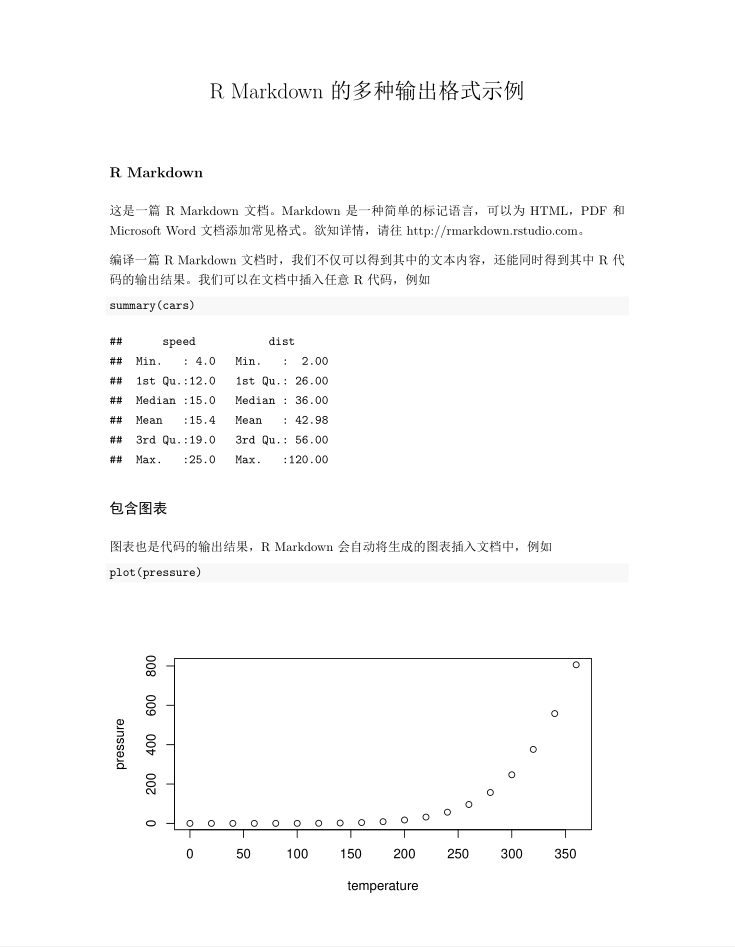 R Markdown 的多种输出格式示例
R Markdown
这是一篇 R Markdown 文档。Markdown 是一种简单的标记语言，可以为 HTML，PDF 和
Microsoft Word 文档添加常见格式。欲知详情，请往 http://rmarkdown.rstudio.com。
编译一篇 R Markdown 文档时，我们不仅可以得到其中的文本内容，还能同时得到其中 R 代
码的输出结果。我们可以在文档中插入任意 R 代码，例如
summary(cars)
##      speed           dist
##  Min.   : 4.0   Min.   :  2.00
##  1st Qu.:12.0   1st Qu.: 26.00
##  Median :15.0   Median : 36.00
##  Mean   :15.4   Mean   : 42.98
##  3rd Qu.:19.0   3rd Qu.: 56.00
##  Max.   :25.0   Max.   :120.00
包含图表
图表也是代码的输出结果，R Markdown 会自动将生成的图表插入文档中，例如
plot(pressure)
800
600
400
200
0
pressure
0 50 100 150 200 250 300 350
temperature